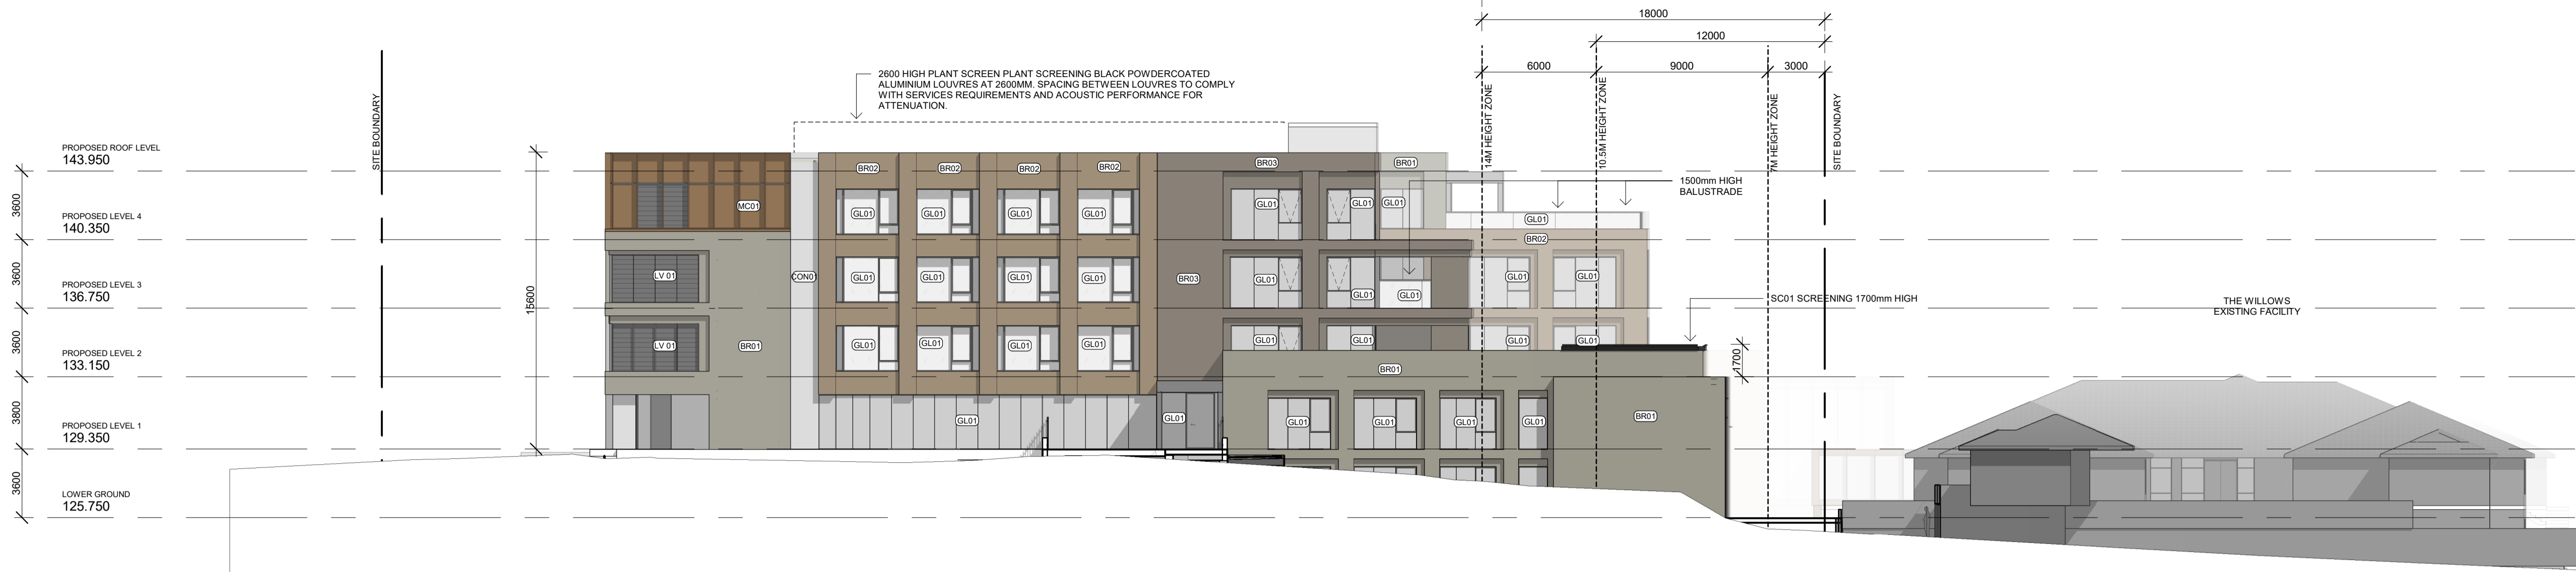 18000
12000
6000
9000
3000
2600 HIGH PLANT SCREEN PLANT SCREENING BLACK POWDERCOATED
ALUMINIUM LOUVRES AT 2600MM. SPACING BETWEEN LOUVRES TO COMPLY
WITH SERVICES REQUIREMENTS AND ACOUSTIC PERFORMANCE FOR
ATTENUATION.
SITE BOUNDARY
14M HEIGHT ZONE
10.5M HEIGHT ZONE
7M HEIGHT ZONE
SITE BOUNDARY
PROPOSED ROOF LEVEL
143.950
3600
PROPOSED LEVEL 4
140.350
3600
PROPOSED LEVEL 3
136.750
3600
PROPOSED LEVEL 2
133.150
3800
PROPOSED LEVEL 1
129.350
3600
LOWER GROUND
125.750
15600
BR02
BR02
BR02
BR02
BR03
BR01
1500mm HIGH
BALUSTRADE
MC01
GL01
GL01
GL01
GL01
GL01
GL01
GL01
GL01
BR02
LV 01
CON01
GL01
GL01
GL01
GL01
BR03
GL01
GL01
GL01
GL01
GL01
SC01 SCREENING 1700mm HIGH
THE WILLOWS
EXISTING FACILITY
LV 01
BR01
GL01
GL01
GL01
GL01
GL01
GL01
GL01
GL01
1700
BR01
GL01
GL01
GL01
GL01
GL01
GL01
BR01